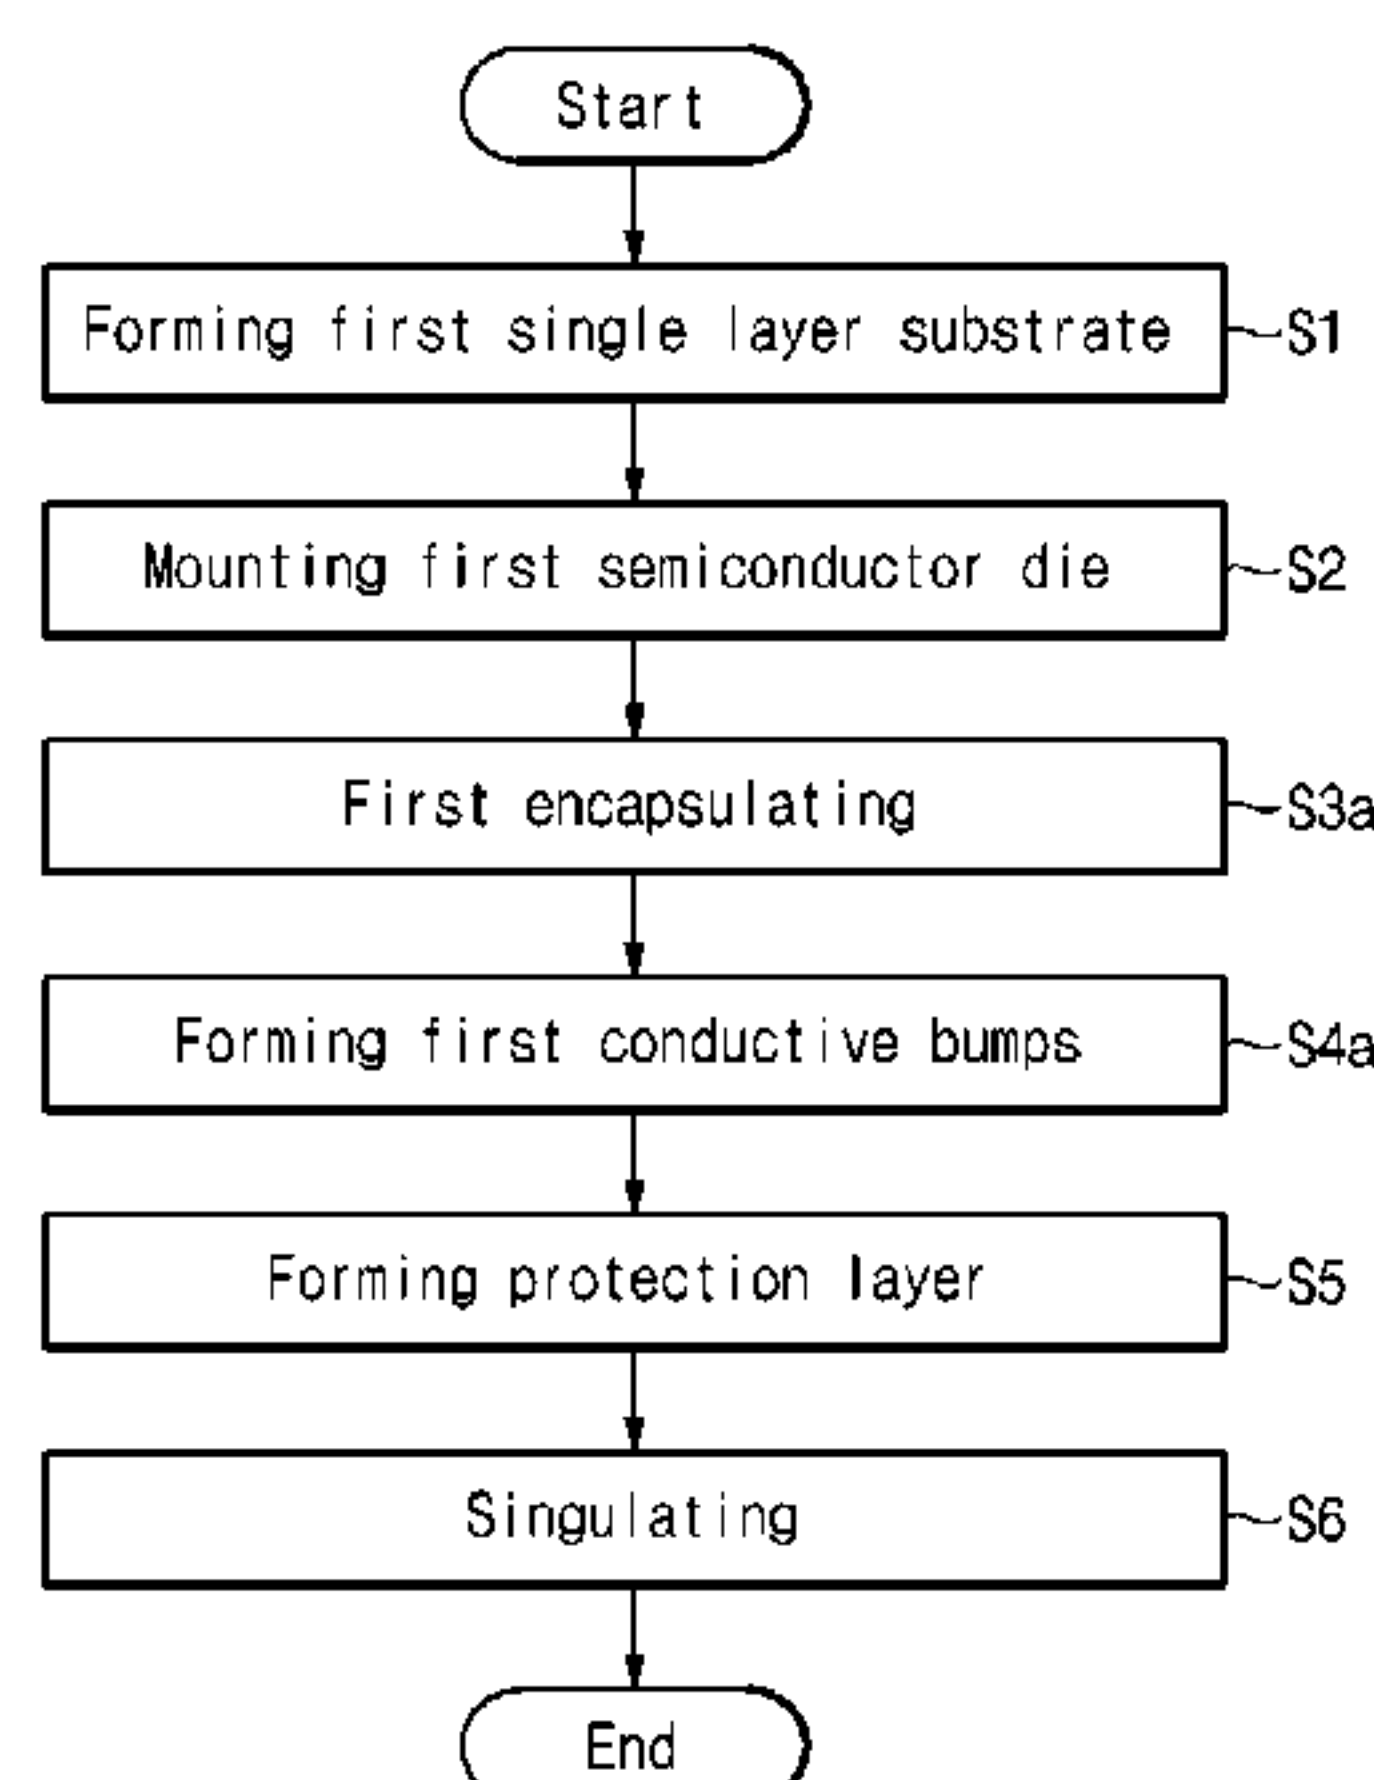 Start
Forming first single layer substrate S1
Mounting first semiconductor die S2
First encapsulating S3a
Forming first conductive bumps S4a
Forming protection layer S5
Singulating S6
End